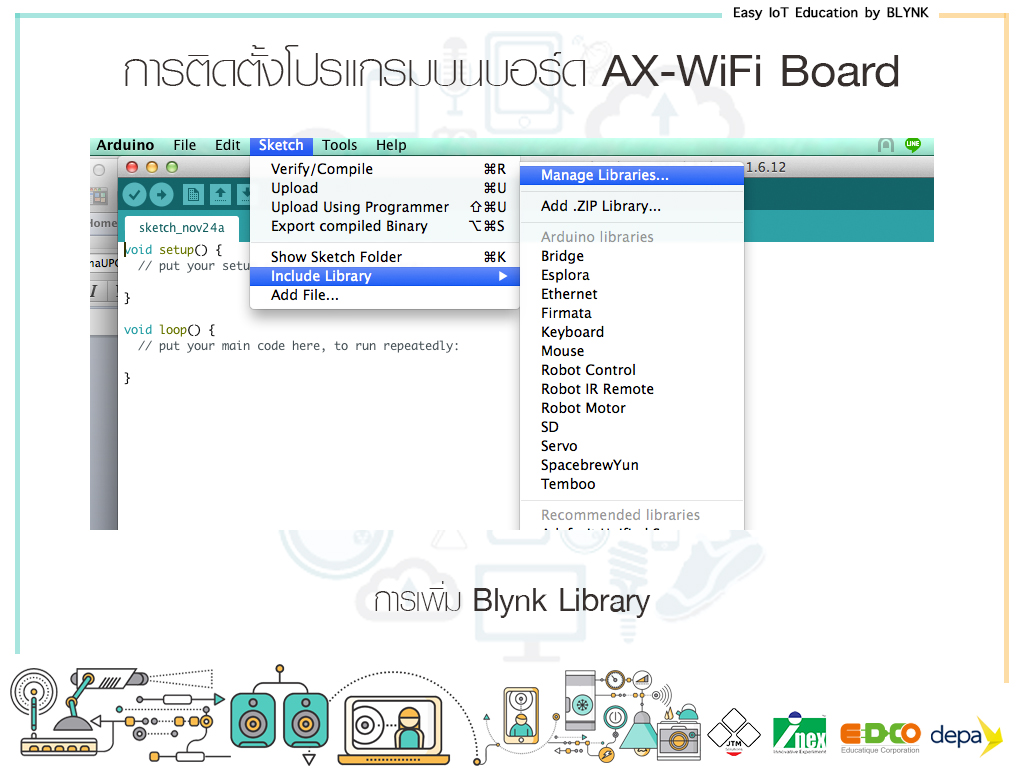 Easy IoT Education by BLYNK
การติดตั้งโปรแกรมบนบอร์ด AX-WiFi Board
Arduino File Edit Sketch Tools Help
LINE
1.6.12
Verify/Compile ⌘R
Upload ⌘U
Upload Using Programmer ⇧⌘U
Export compiled Binary ⌥⌘S
Show Sketch Folder ⌘K
Include Library ▶
Add File...
Manage Libraries...
Add .ZIP Library...
Arduino libraries
Bridge
Esplora
Ethernet
Firmata
Keyboard
Mouse
Robot Control
Robot IR Remote
Robot Motor
SD
Servo
SpacebrewYun
Temboo
Recommended libraries
Home
sketch_nov24a
void setup() {
// put your setu
}
void loop() {
// put your main code here, to run repeatedly:
}
การเพิ่ม Blynk Library
JTM
inex
Innovative Experiment
EDCO
Educatique Corporation
depa